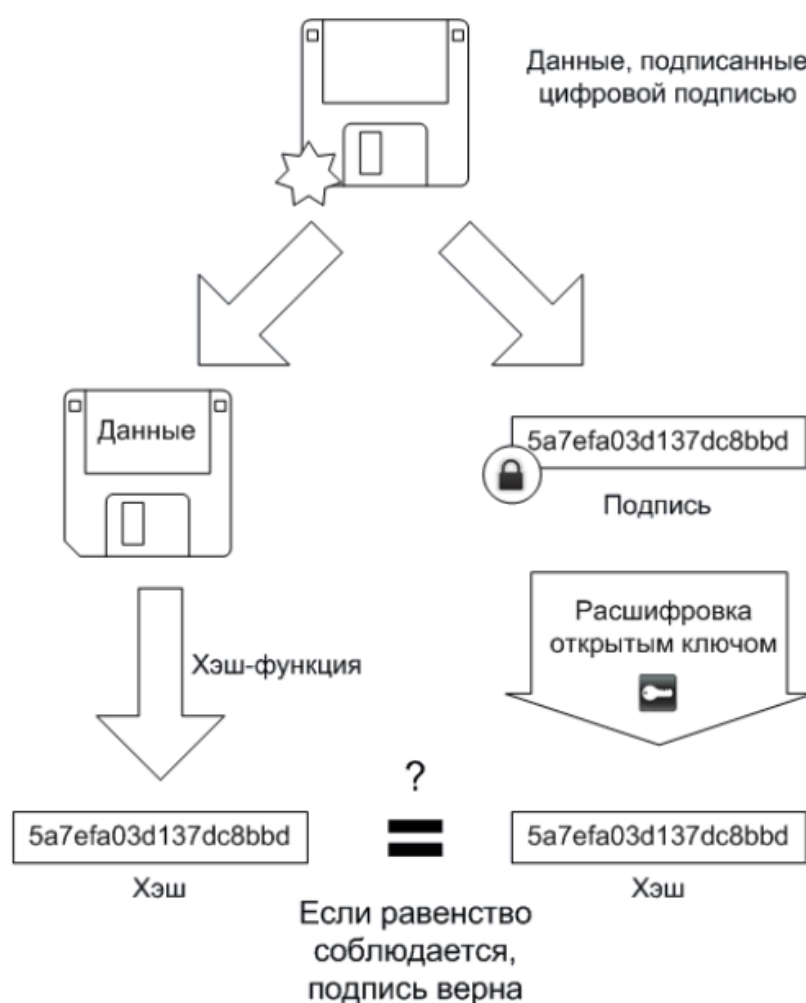 Данные, подписанные
цифровой подписью
Данные
5a7efa03d137dc8bbd
Подпись
Хэш-функция
Расшифровка
открытым ключом
?
5a7efa03d137dc8bbd
=
5a7efa03d137dc8bbd
Хэш
Хэш
Если равенство
соблюдается,
подпись верна